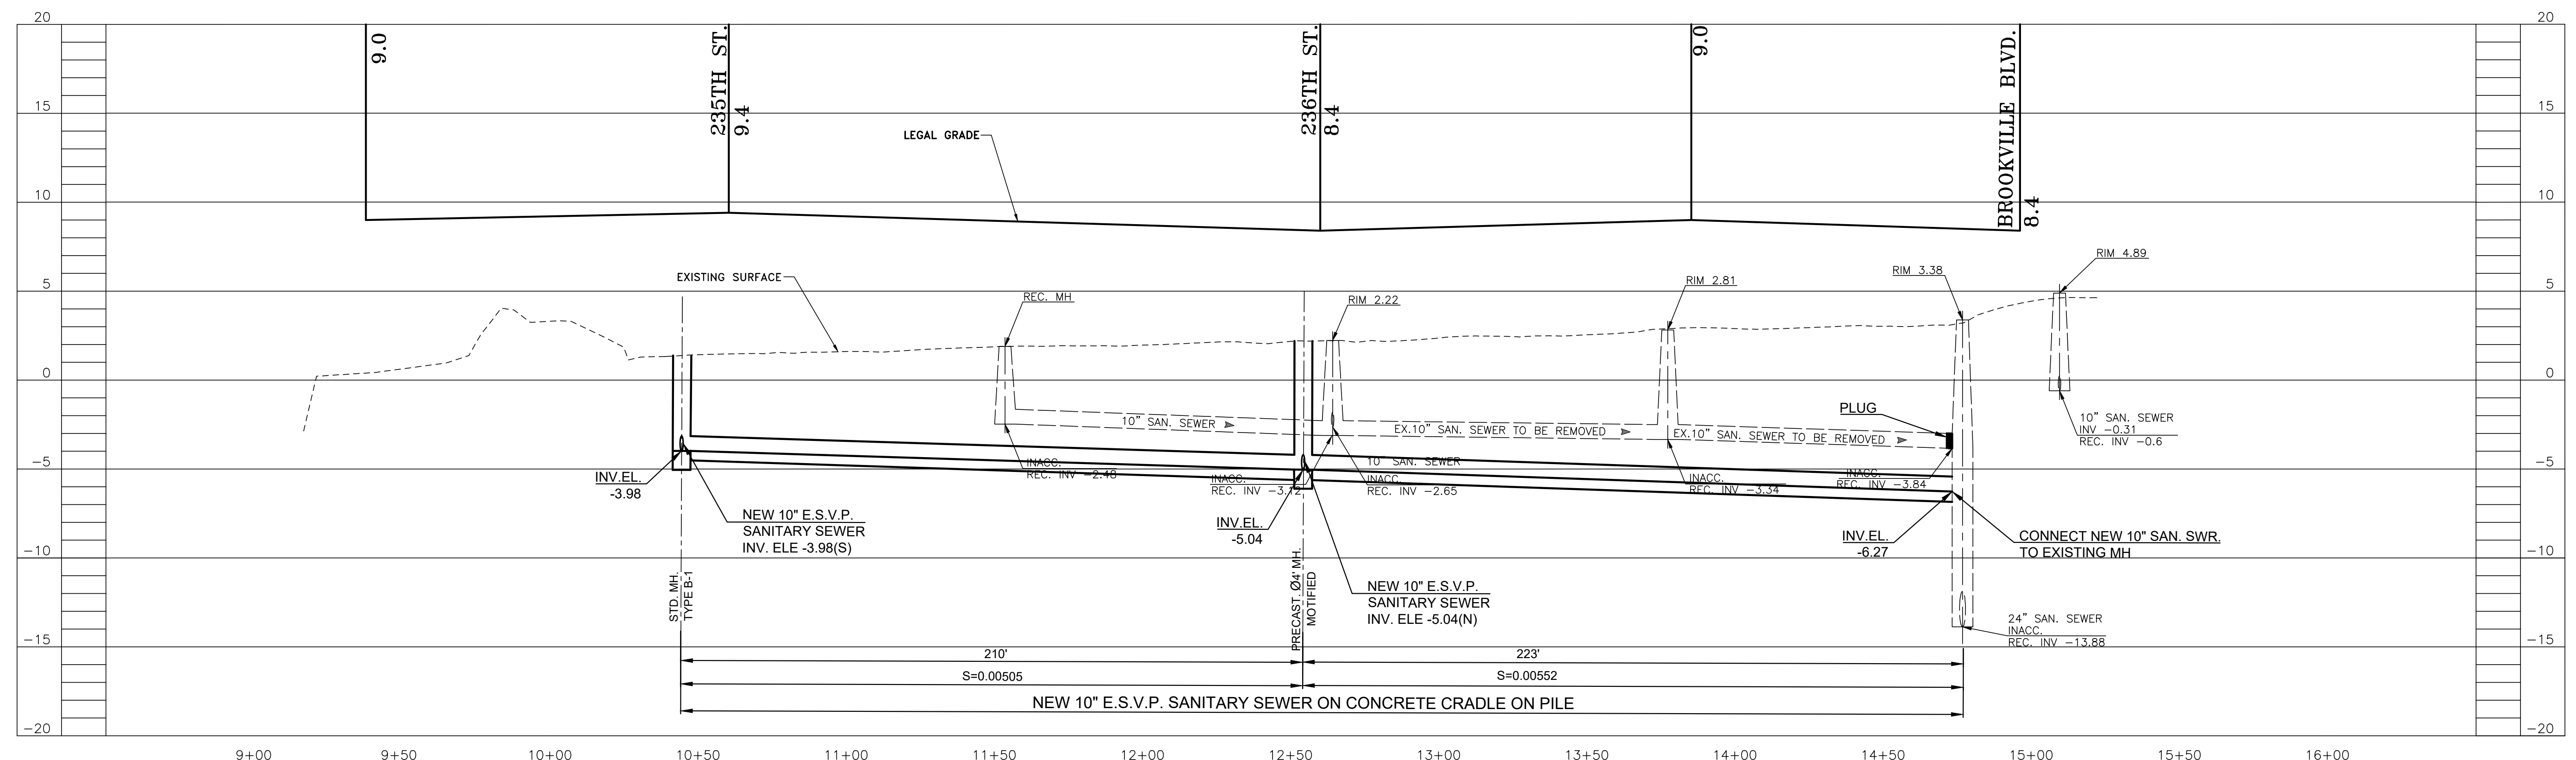 20
20
9.0
235TH ST.
9.4
236TH ST.
8.4
9.0
BROOKVILLE BLVD.
8.4
15
15
LEGAL GRADE
10
10
EXISTING SURFACE
REC. MH
RIM 2.22
RIM 2.81
RIM 3.38
RIM 4.89
5
5
0
0
10" SAN. SEWER
EX.10" SAN. SEWER TO BE REMOVED
EX.10" SAN. SEWER TO BE REMOVED
PLUG
10" SAN. SEWER
INV -0.31
REC. INV -0.6
-5
-5
INV.EL.
-3.98
INACC.
REC. INV -2.48
INACC.
REC. INV -3.12
10" SAN. SEWER
INACC.
REC. INV -2.65
INACC.
REC. INV -3.34
INACC.
REC. INV -3.84
NEW 10" E.S.V.P.
SANITARY SEWER
INV. ELE -3.98(S)
INV.EL.
-5.04
INV.EL.
-6.27
CONNECT NEW 10" SAN. SWR.
TO EXISTING MH
-10
-10
STD. MH.
TYPE B-1
PRECAST. Ø4' MH.
MOTIFIED
NEW 10" E.S.V.P.
SANITARY SEWER
INV. ELE -5.04(N)
24" SAN. SEWER
INACC.
REC. INV -13.88
-15
-15
210'
223'
S=0.00505
S=0.00552
NEW 10" E.S.V.P. SANITARY SEWER ON CONCRETE CRADLE ON PILE
-20
-20
9+00
9+50
10+00
10+50
11+00
11+50
12+00
12+50
13+00
13+50
14+00
14+50
15+00
15+50
16+00